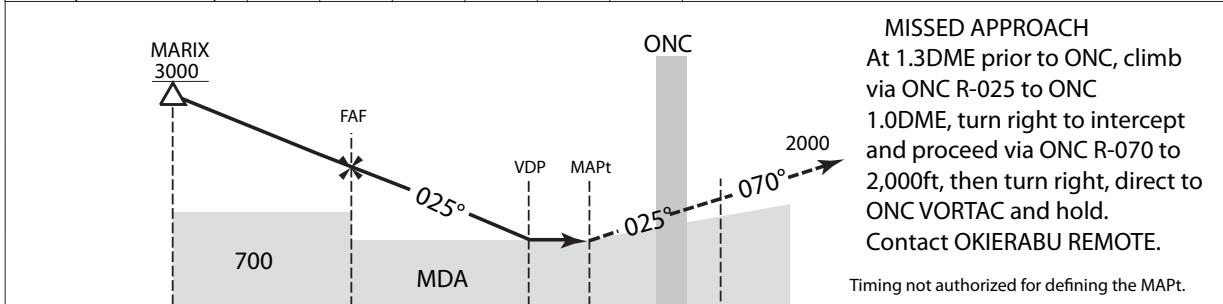 MARIX
3000
FAF
VDP
MAPt
ONC
2000
025°
025°
070°
700
MDA
MISSED APPROACH
At 1.3DME prior to ONC, climb
via ONC R-025 to ONC
1.0DME, turn right to intercept
and proceed via ONC R-070 to
2,000ft, then turn right, direct to
ONC VORTAC and hold.
Contact OKIERABU REMOTE.
Timing not authorized for defining the MAPt.